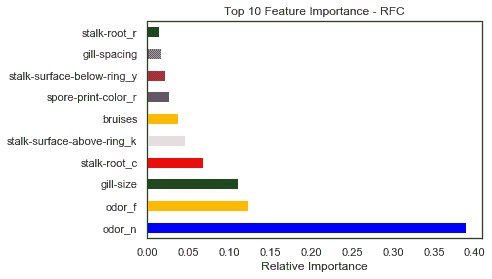 Top 10 Feature Importance - RFC
stalk-root_r
gill-spacing
stalk-surface-below-ring_y
spore-print-color_r
bruises
stalk-surface-above-ring_k
stalk-root_c
gill-size
odor_f
odor_n
0.00 0.05 0.10 0.15 0.20 0.25 0.30 0.35 0.40
Relative Importance